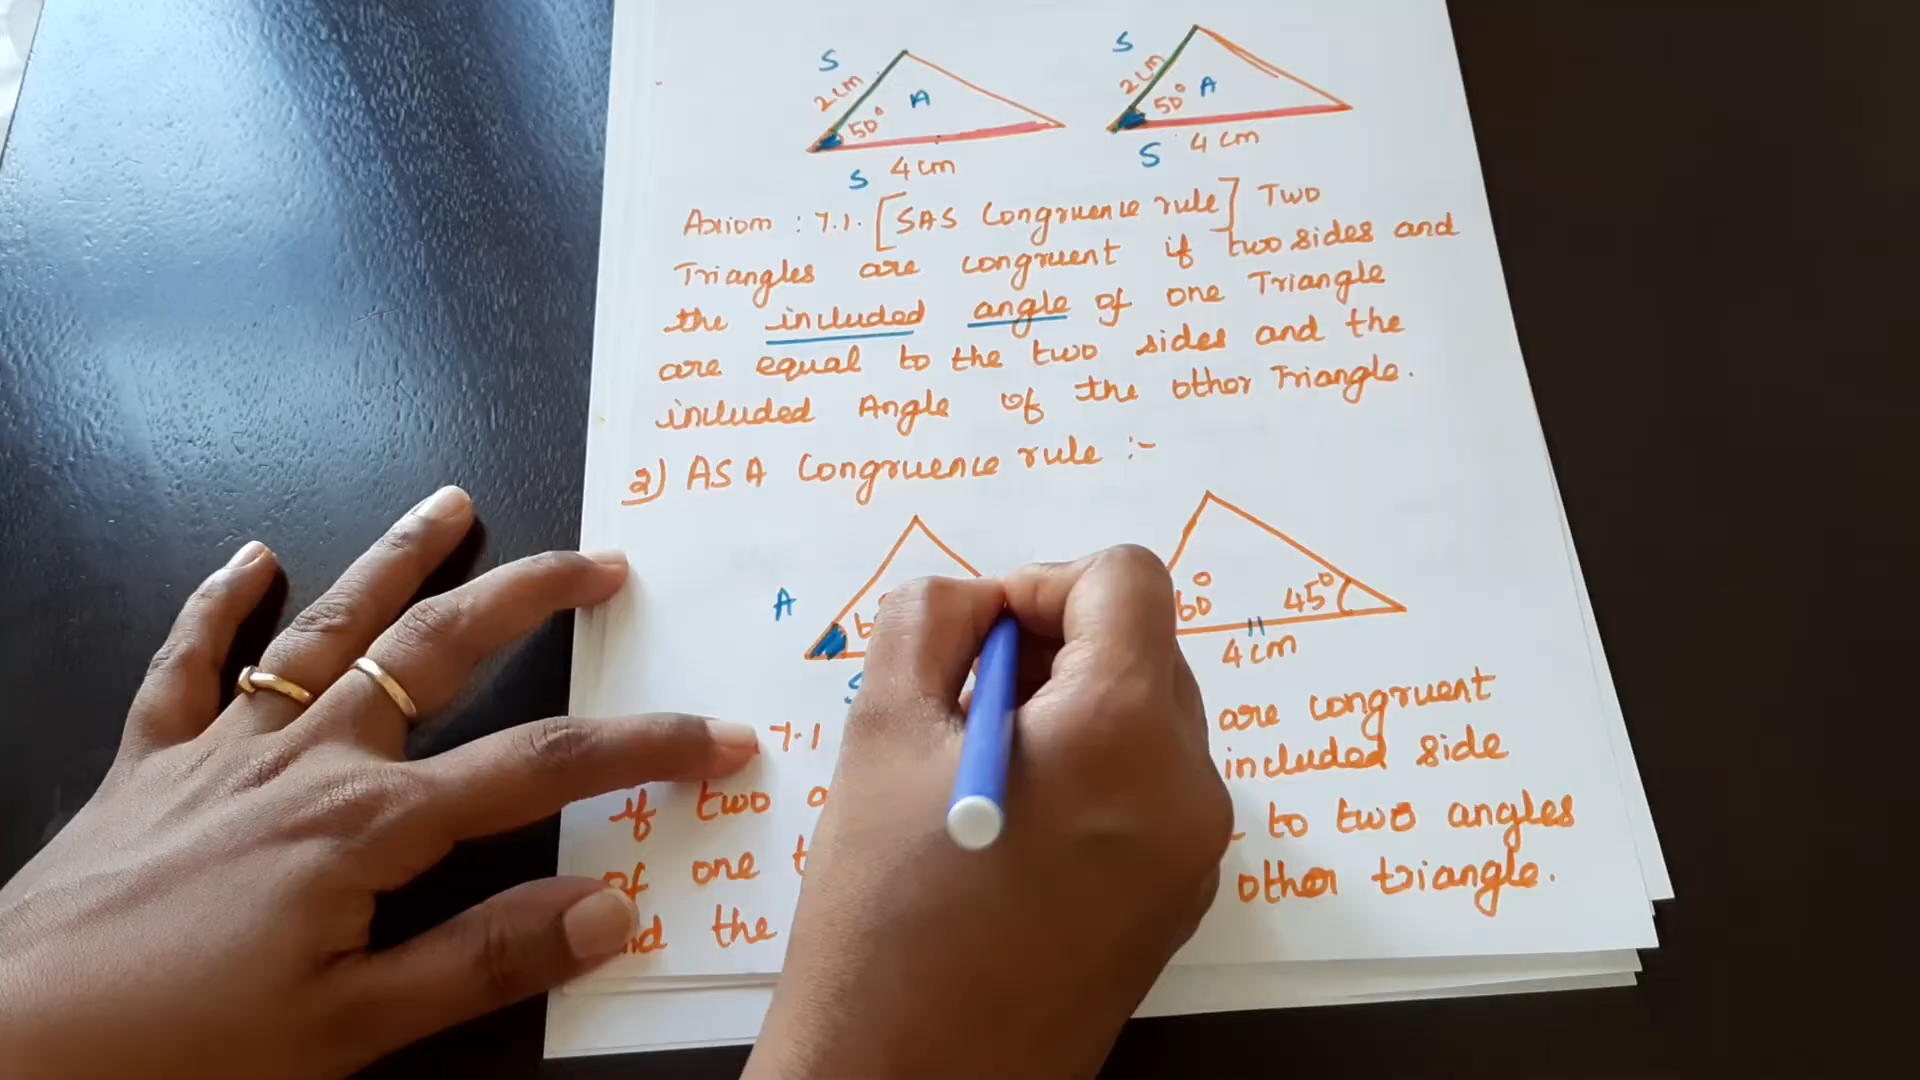 S S
2cm 50° A 2cm 50° A
S 4cm S 4cm
Axiom : 7.1. [SAS Congruence rule] Two
Triangles are congruent if two sides and
the included angle of one Triangle
are equal to the two sides and the
included Angle of the other Triangle.
2) ASA Congruence rule :-
A 60° 45°
4cm
7.1 are congruent
if two included side
of one to two angles
the other triangle.